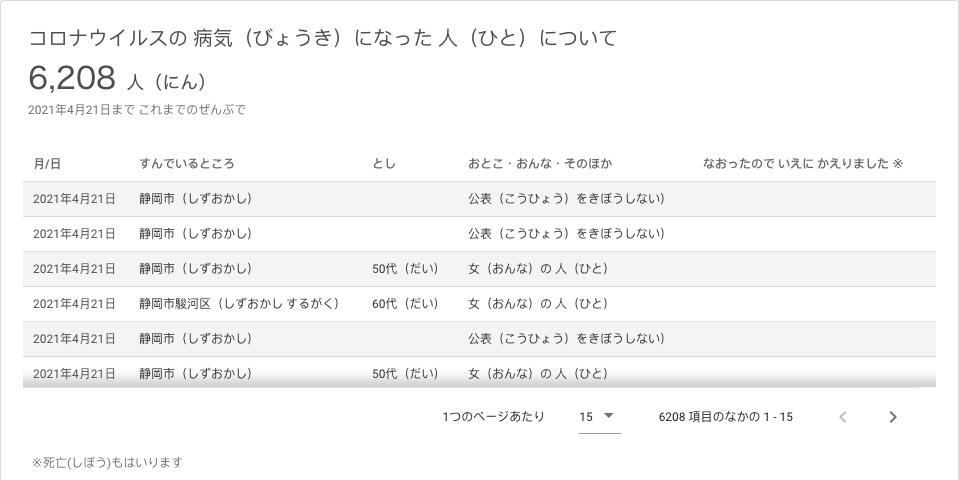 コロナウイルスの 病気（びょうき）になった 人（ひと）について
6,208 人（にん）
2021年4月21日まで これまでのぜんぶで
月/日 すんでいるところ とし おとこ・おんな・そのほか なおったので いえに かえりました ※
2021年4月21日 静岡市（しずおかし） 公表（こうひょう）をきぼうしない）
2021年4月21日 静岡市（しずおかし） 公表（こうひょう）をきぼうしない）
2021年4月21日 静岡市（しずおかし） 50代（だい） 女（おんな）の 人（ひと）
2021年4月21日 静岡市駿河区（しずおかし するがく） 60代（だい） 女（おんな）の 人（ひと）
2021年4月21日 静岡市（しずおかし） 公表（こうひょう）をきぼうしない）
2021年4月21日 静岡市（しずおかし） 50代（だい） 女（おんな）の 人（ひと）
1つのページあたり 15 6208 項目のなかの 1 - 15
※死亡(しぼう)もはいります